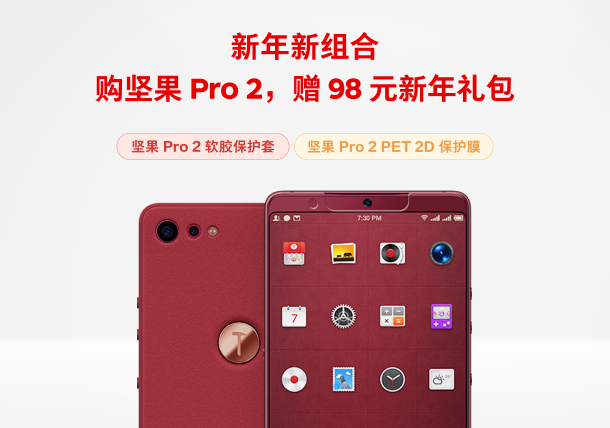 新年新组合
购坚果 Pro 2，赠 98 元新年礼包
坚果 Pro 2 软胶保护套
坚果 Pro 2 PET 2D 保护膜
7:30 PM
7